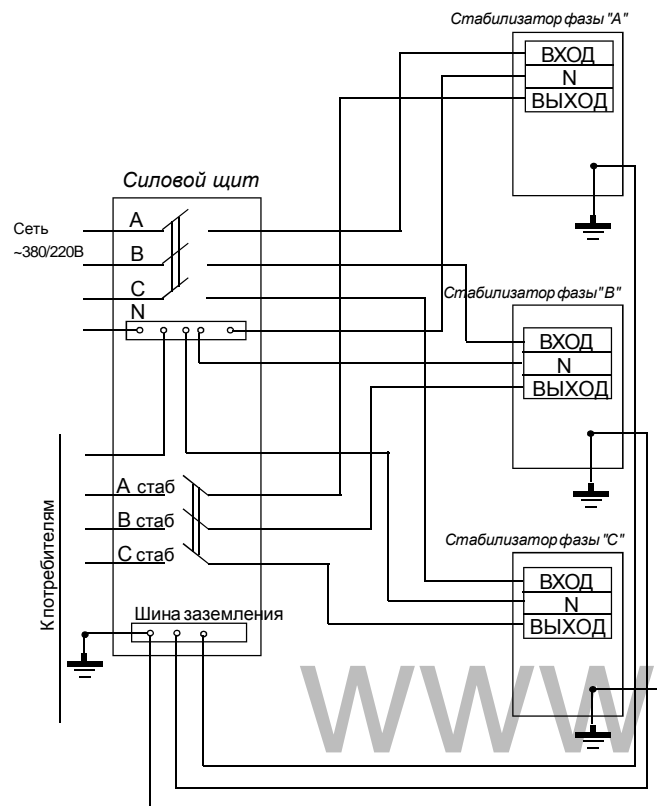 Стабилизатор фазы "А"
ВХОД
N
ВЫХОД
Силовой щит
Сеть
~380/220В
A
B
C
N
Стабилизатор фазы "В"
ВХОД
N
ВЫХОД
К потребителям
А стаб
В стаб
С стаб
Стабилизатор фазы "С"
ВХОД
N
ВЫХОД
Шина заземления
www